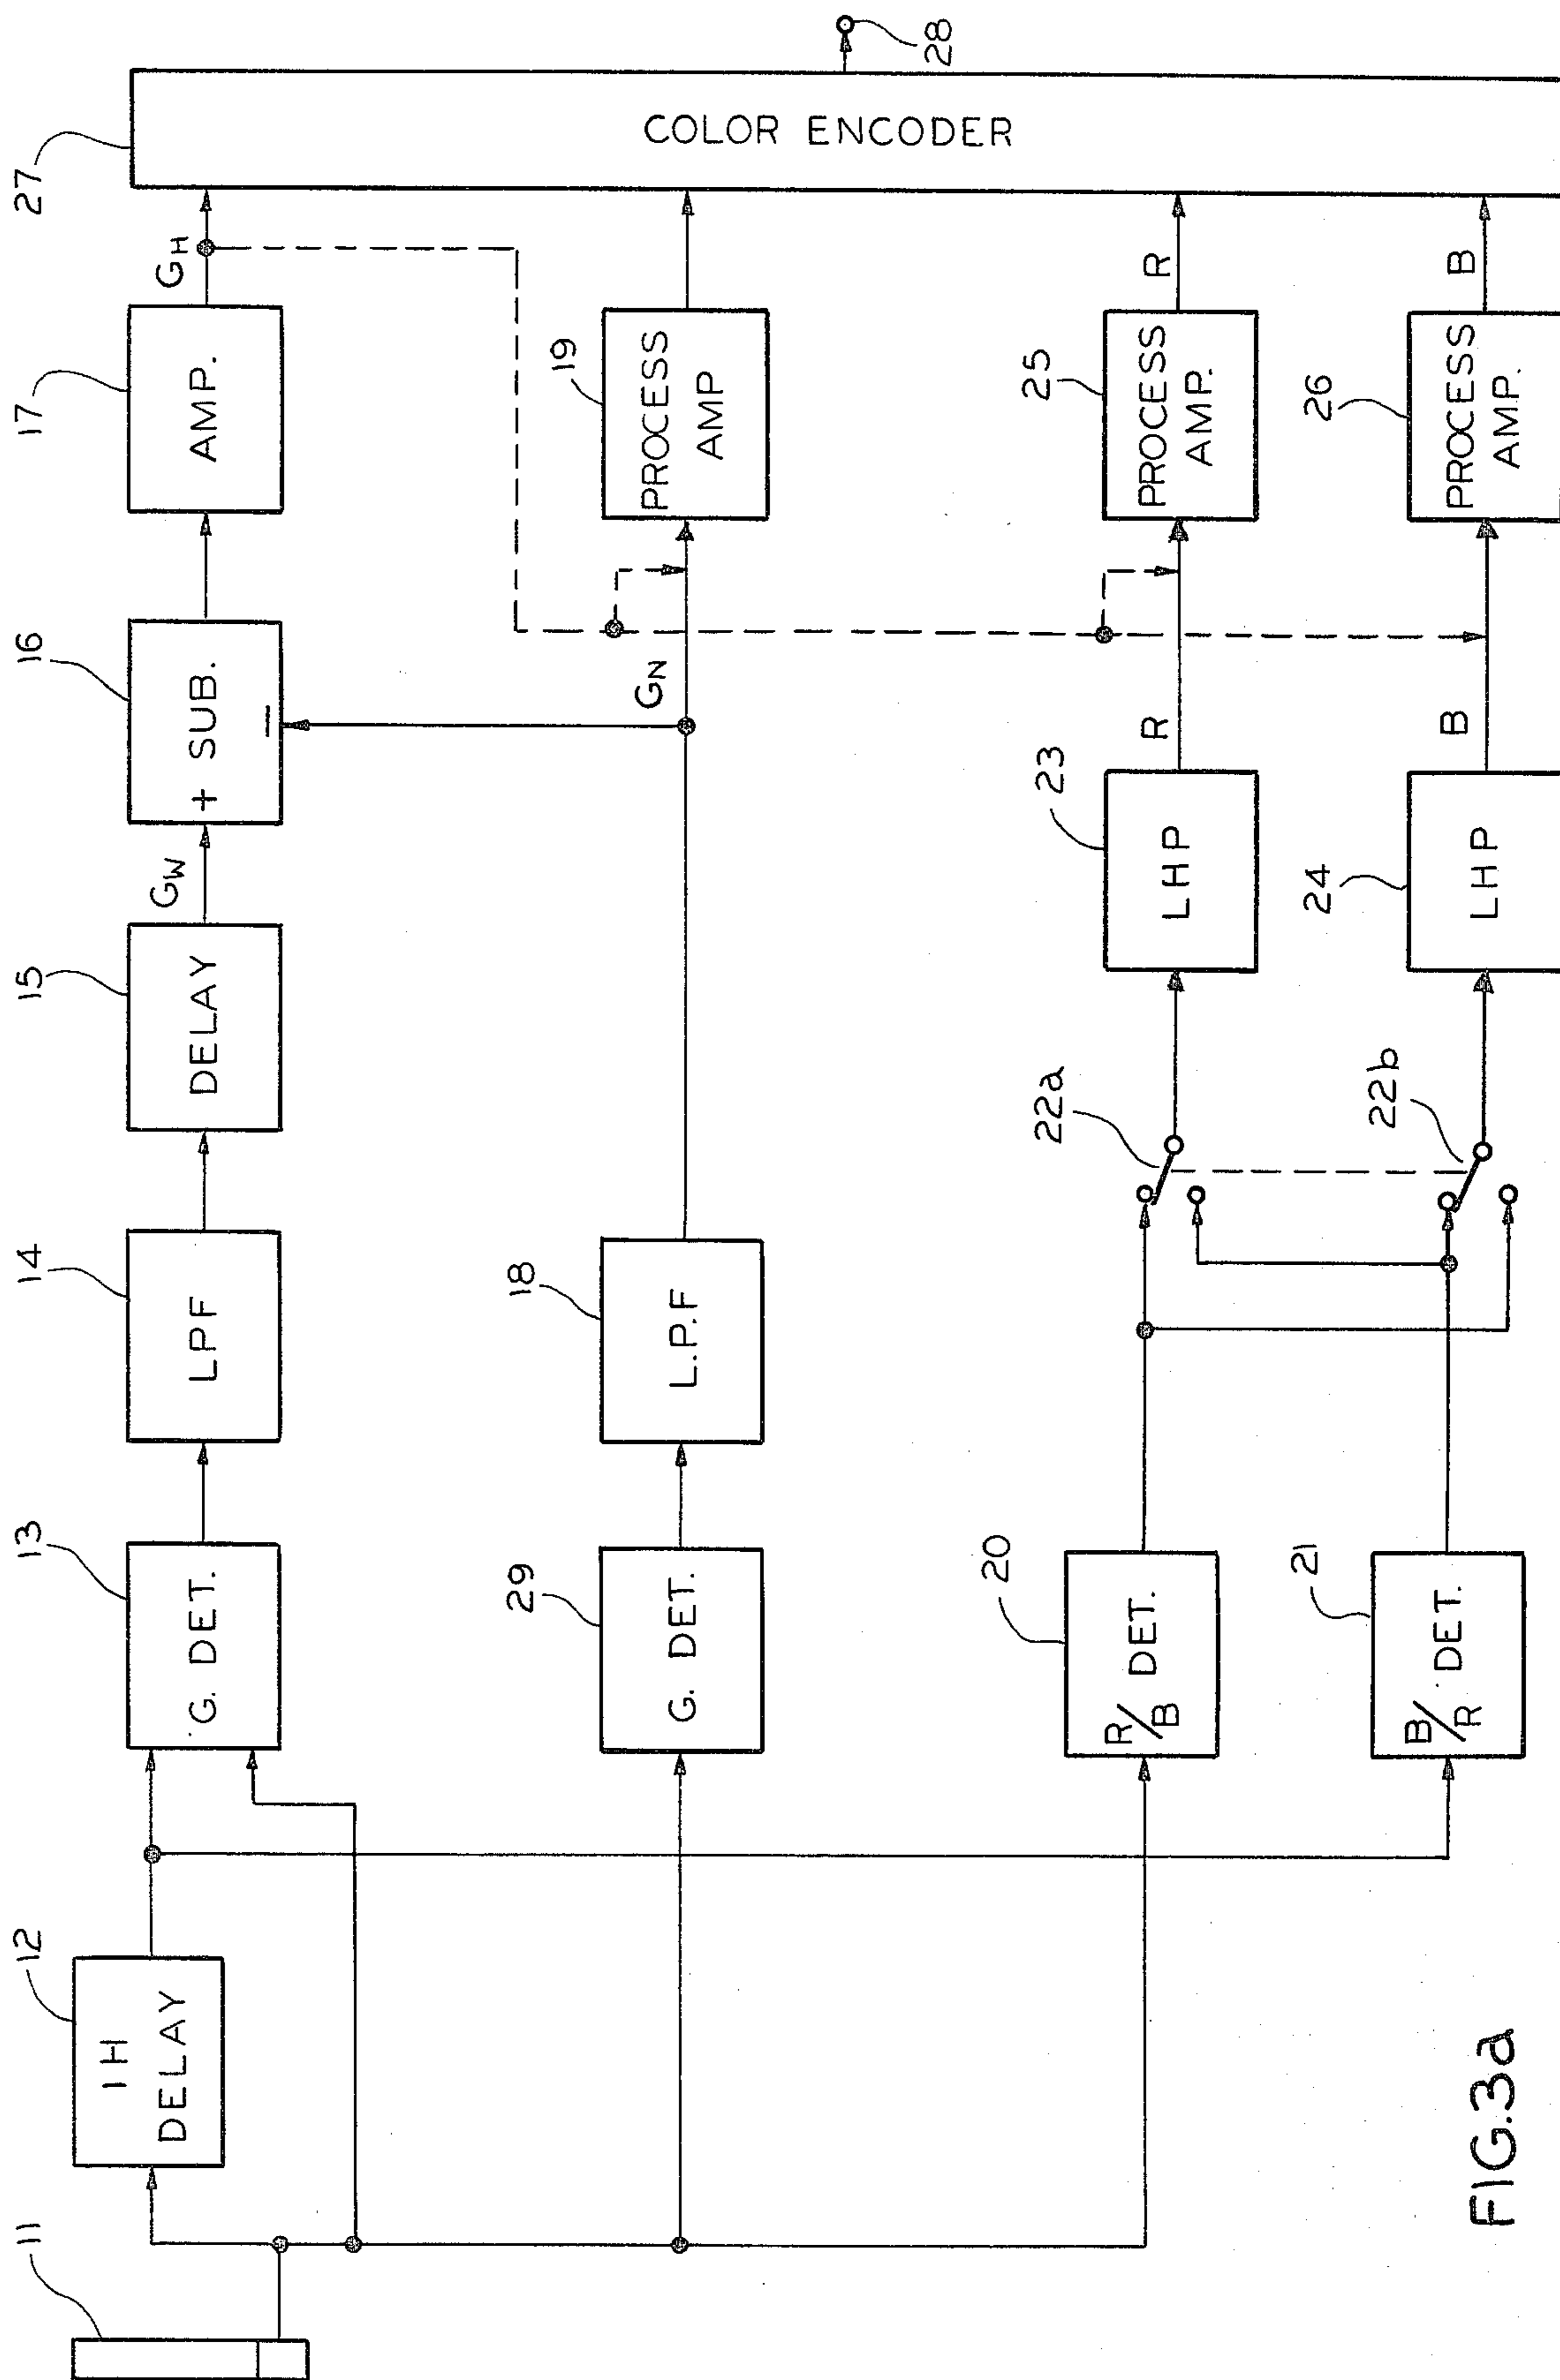 11
12
1H
DELAY
13
G. DET.
14
LPF
15
DELAY
GW
16
+ SUB.
−
17
AMP.
GH
27
COLOR ENCODER
28
29
G. DET.
18
L.P.F
GN
19
PROCESS
AMP
20
R/B DET.
22a
23
LHP
R
25
PROCESS
AMP.
R
21
B/R DET.
22b
24
LHP
B
26
PROCESS
AMP.
B
FIG.3a